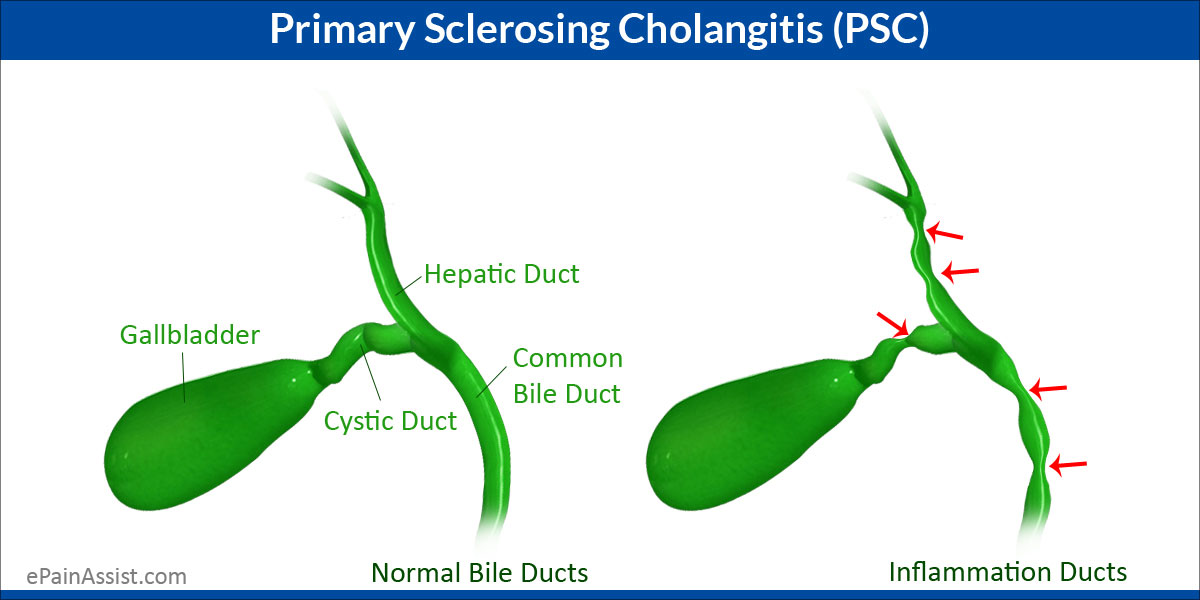 Primary Sclerosing Cholangitis (PSC)
Hepatic Duct
Gallbladder
Common
Bile Duct
Cystic Duct
Normal Bile Ducts
Inflammation Ducts
ePainAssist.com